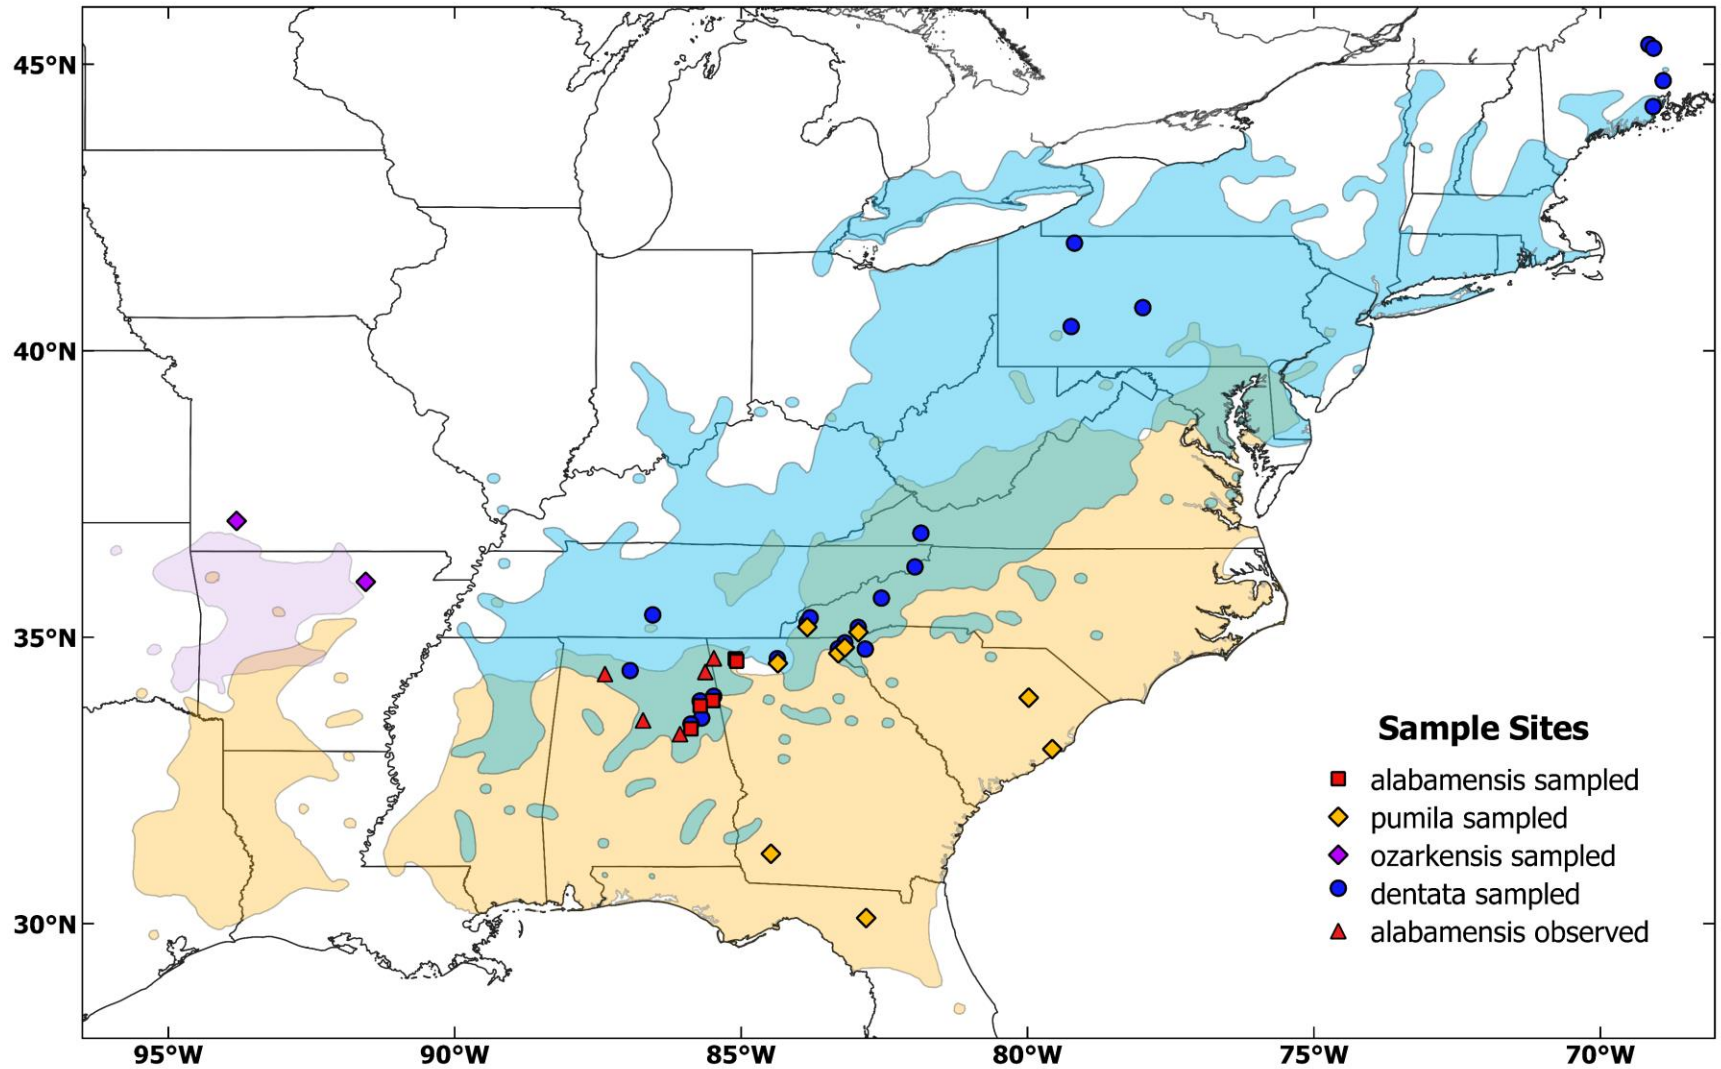 45°N
40°N
35°N
30°N
95°W
90°W
85°W
80°W
75°W
70°W
Sample Sites
alabamensis sampled
pumila sampled
ozarkensis sampled
dentata sampled
alabamensis observed